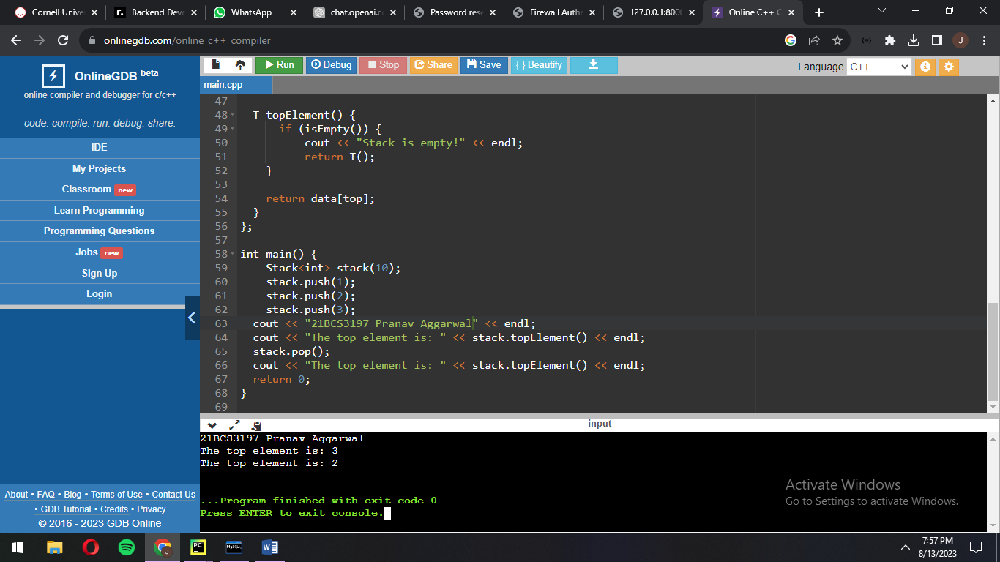 Cornell Unive
Backend Deve
WhatsApp
chat.openai.c
Password rese
Firewall Authe
127.0.0.1:8000
Online C++ C
onlinegdb.com/online_c++_compiler
J
OnlineGDB beta
online compiler and debugger for c/c++
code. compile. run. debug. share.
IDE
My Projects
Classroom new
Learn Programming
Programming Questions
Jobs new
Sign Up
Login
About • FAQ • Blog • Terms of Use • Contact Us
• GDB Tutorial • Credits • Privacy
© 2016 - 2023 GDB Online
Run
Debug
Stop
Share
Save
{ } Beautify
Language C++
main.cpp
47
48 T topElement() {
49 if (isEmpty()) {
50 cout << "Stack is empty!" << endl;
51 return T();
52 }
53
54 return data[top];
55 }
56 };
57
58 int main() {
59 Stack<int> stack(10);
60 stack.push(1);
61 stack.push(2);
62 stack.push(3);
63 cout << "21BCS3197 Pranav Aggarwal" << endl;
64 cout << "The top element is: " << stack.topElement() << endl;
65 stack.pop();
66 cout << "The top element is: " << stack.topElement() << endl;
67 return 0;
68 }
69
input
21BCS3197 Pranav Aggarwal
The top element is: 3
The top element is: 2
...Program finished with exit code 0
Press ENTER to exit console.
Activate Windows
Go to Settings to activate Windows.
J
PC
MySQL
W
7:57 PM
8/13/2023